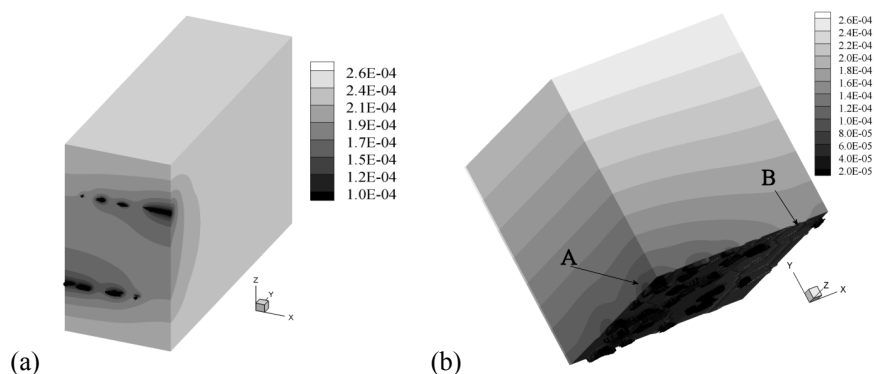 2.6E-04
2.4E-04
2.1E-04
1.9E-04
1.7E-04
1.5E-04
1.2E-04
1.0E-04
Z
Y
X
(a)
2.6E-04
2.4E-04
2.2E-04
2.0E-04
1.8E-04
1.6E-04
1.4E-04
1.2E-04
1.0E-04
8.0E-05
6.0E-05
4.0E-05
2.0E-05
B
A
Y
Z
X
(b)